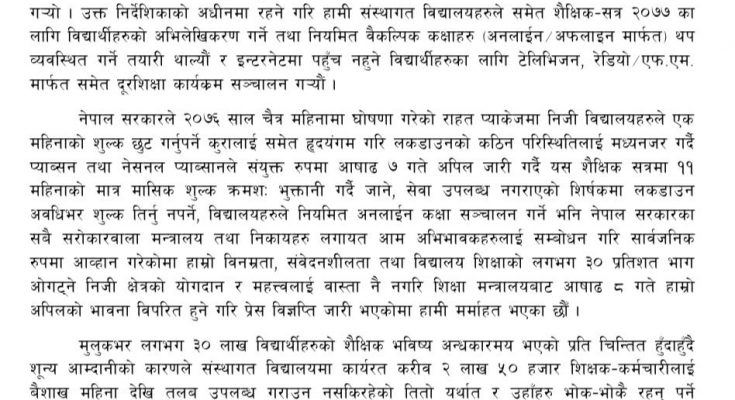 गऱ्यो । उक्त निर्देशिकाको अधीनमा रहने गरि हामी संस्थागत विद्यालयहरुले समेत शैक्षिक-सत्र २०७७ का
लागि विद्यार्थीहरुको अभिलेखिकरण गर्ने तथा नियमित वैकल्पिक कक्षाहरु (अनलाईन/अफलाइन मार्फत) थप
व्यवस्थित गर्ने तयारी थाल्यौं र इन्टरनेटमा पहुँच नहुने विद्यार्थीहरुका लागि टेलिभिजन, रेडियो/एफ.एम.
मार्फत समेत दूरशिक्षा कार्यक्रम सञ्चालन गऱ्यौं ।
नेपाल सरकारले २०७६ साल चैत्र महिनामा घोषणा गरेको राहत प्याकेजमा निजी विद्यालयहरुले एक
महिनाको शुल्क छुट गर्नुपर्ने कुरालाई समेत हृदयंगम गरि लकडाउनको कठिन परिस्थितिलाई मध्यनजर गर्दै
प्याब्सन तथा नेसनल प्याब्सानले संयुक्त रुपमा आषाढ ७ गते अपिल जारी गर्दै यस शैक्षिक सत्रमा ११
महिनाको मात्र मासिक शुल्क क्रमशः भुक्तानी गर्दै जाने, सेवा उपलब्ध नगराएको शिर्षकमा लकडाउन
अवधिभर शुल्क तिर्नु नपर्ने, विद्यालयहरुले नियमित अनलाईन कक्षा सञ्चालन गर्ने भनि नेपाल सरकारका
सबै सरोकारवाला मन्त्रालय तथा निकायहरु लगायत आम अभिभावकहरुलाई सम्बोधन गरि सार्वजनिक
रुपमा आव्हान गरेकोमा हाम्रो विनम्रता, संवेदनशीलता तथा विद्यालय शिक्षाको लगभग ३० प्रतिशत भाग
ओगट्ने निजी क्षेत्रको योगदान र महत्त्वलाई वास्ता नै नगरि शिक्षा मन्त्रालयबाट आषाढ ८ गते हाम्रो
अपिलको भावना विपरित हुने गरि प्रेस विज्ञप्ति जारी भएकोमा हामी मर्माहत भएका छौं ।
मुलुकभर लगभग ३० लाख विद्यार्थीहरुको शैक्षिक भविष्य अन्धकारमय भएको प्रति चिन्तित हुँदाहुँदै
शून्य आम्दानीको कारणले संस्थागत विद्यालयमा कार्यरत करीव २ लाख ५० हजार शिक्षक-कर्मचारीलाई
वैशाख महिना देखि तलब उपलब्ध गराउन नसकिरहेको तितो यर्थात र उहाँहरु भोक-भोकै रहन पर्ने